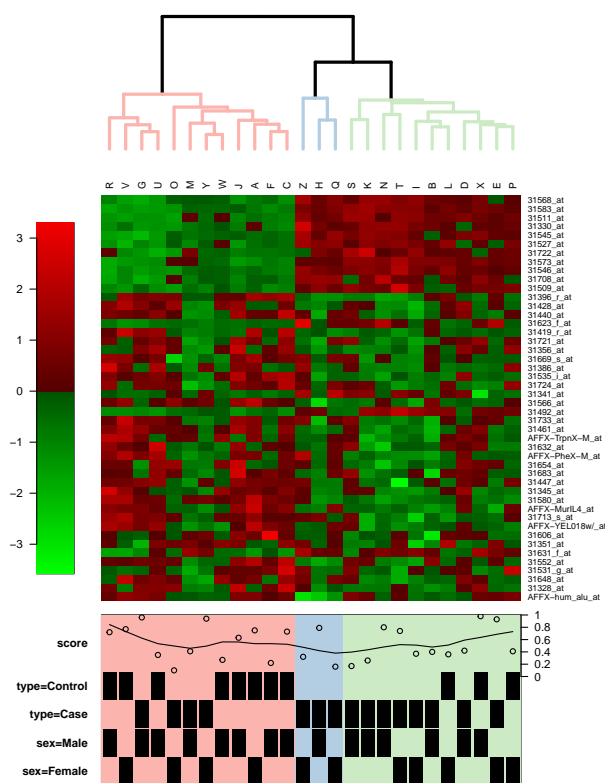 R V G U O M Y W J A F C Z H Q S K N T I B L D X E P
31568_at
31583_at
31511_at
31330_at
31545_at
31527_at
31722_at
31573_at
31546_at
31708_at
31509_at
31396_r_at
31428_at
31440_at
31623_f_at
31419_r_at
31721_at
31356_at
31669_s_at
31386_at
31535_i_at
31724_at
31341_at
31566_at
31492_at
31733_at
31461_at
AFFX−TrpnX−M_at
31632_at
AFFX−PheX−M_at
31654_at
31683_at
31447_at
31345_at
31580_at
AFFX−MurIL4_at
31713_s_at
AFFX−YEL018w/_at
31606_at
31351_at
31631_f_at
31552_at
31531_g_at
31648_at
31328_at
AFFX−hum_alu_at
3
2
1
0
−1
−2
−3
score
1
0.8
0.6
0.4
0.2
0
type=Control
type=Case
sex=Male
sex=Female